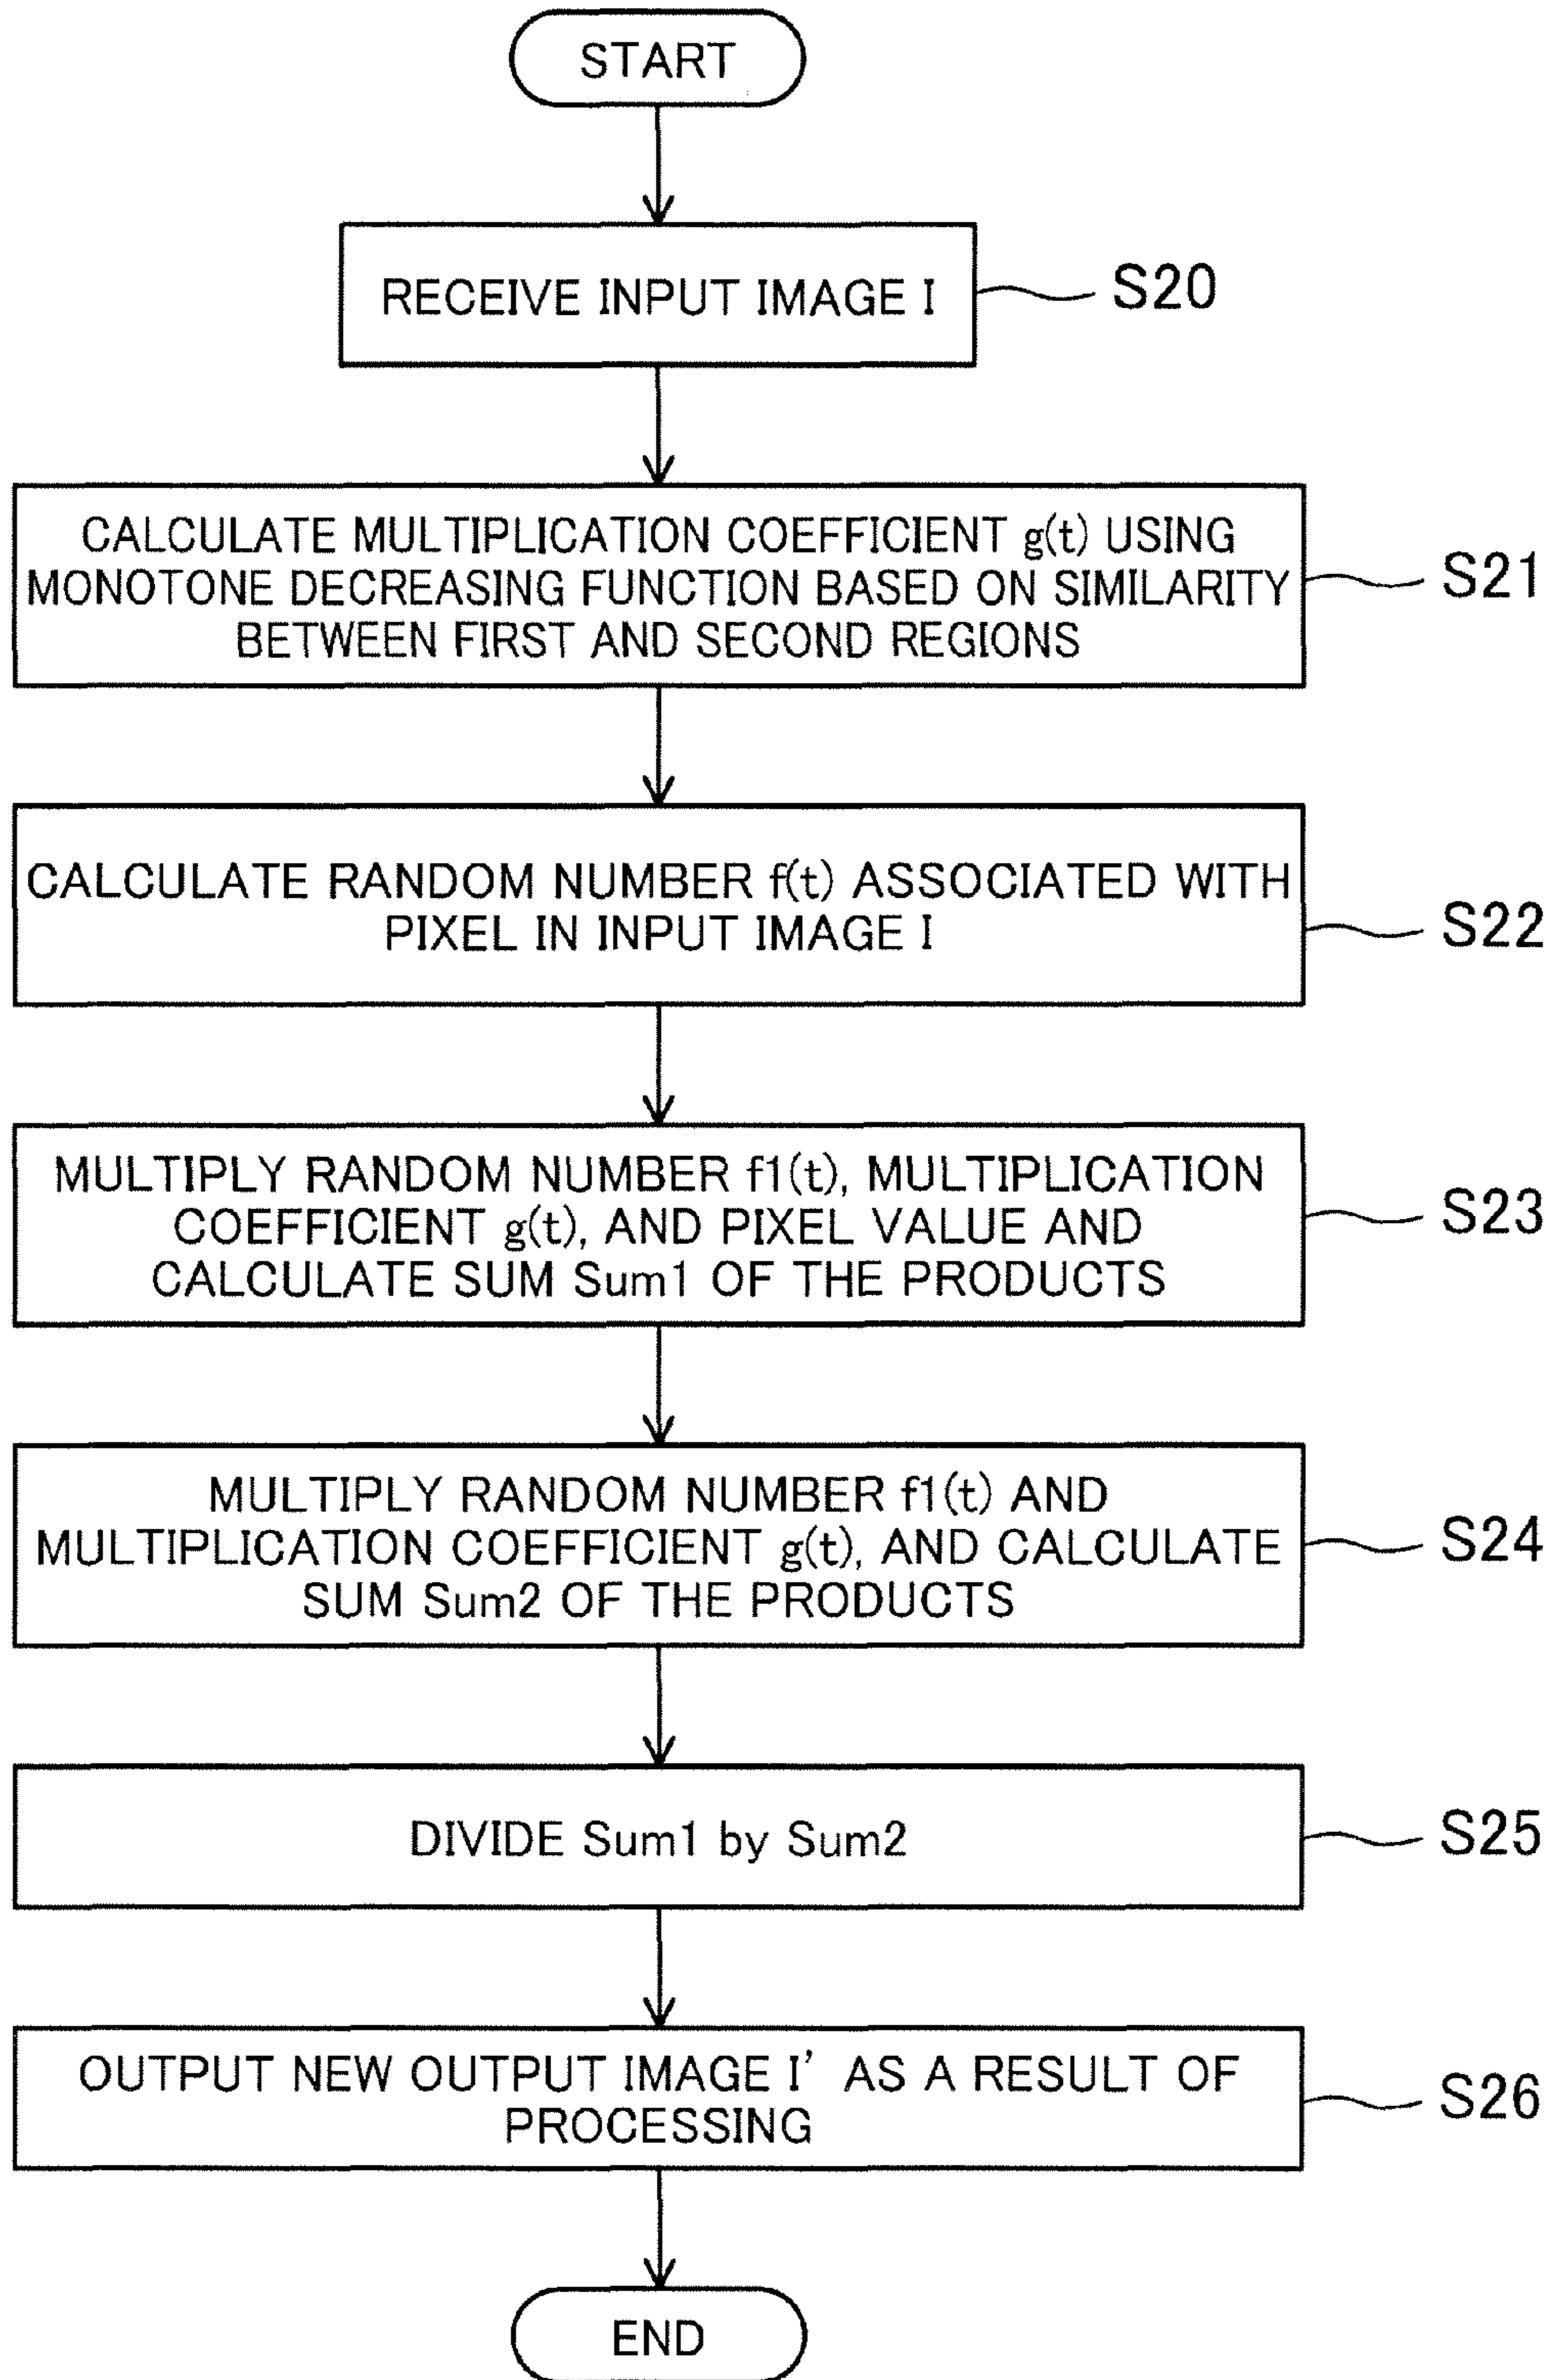 START
RECEIVE INPUT IMAGE I
S20
CALCULATE MULTIPLICATION COEFFICIENT g(t) USING
MONOTONE DECREASING FUNCTION BASED ON SIMILARITY
BETWEEN FIRST AND SECOND REGIONS
S21
CALCULATE RANDOM NUMBER f(t) ASSOCIATED WITH
PIXEL IN INPUT IMAGE I
S22
MULTIPLY RANDOM NUMBER f1(t), MULTIPLICATION
COEFFICIENT g(t), AND PIXEL VALUE AND
CALCULATE SUM Sum1 OF THE PRODUCTS
S23
MULTIPLY RANDOM NUMBER f1(t) AND
MULTIPLICATION COEFFICIENT g(t), AND CALCULATE
SUM Sum2 OF THE PRODUCTS
S24
DIVIDE Sum1 by Sum2
S25
OUTPUT NEW OUTPUT IMAGE I' AS A RESULT OF
PROCESSING
S26
END